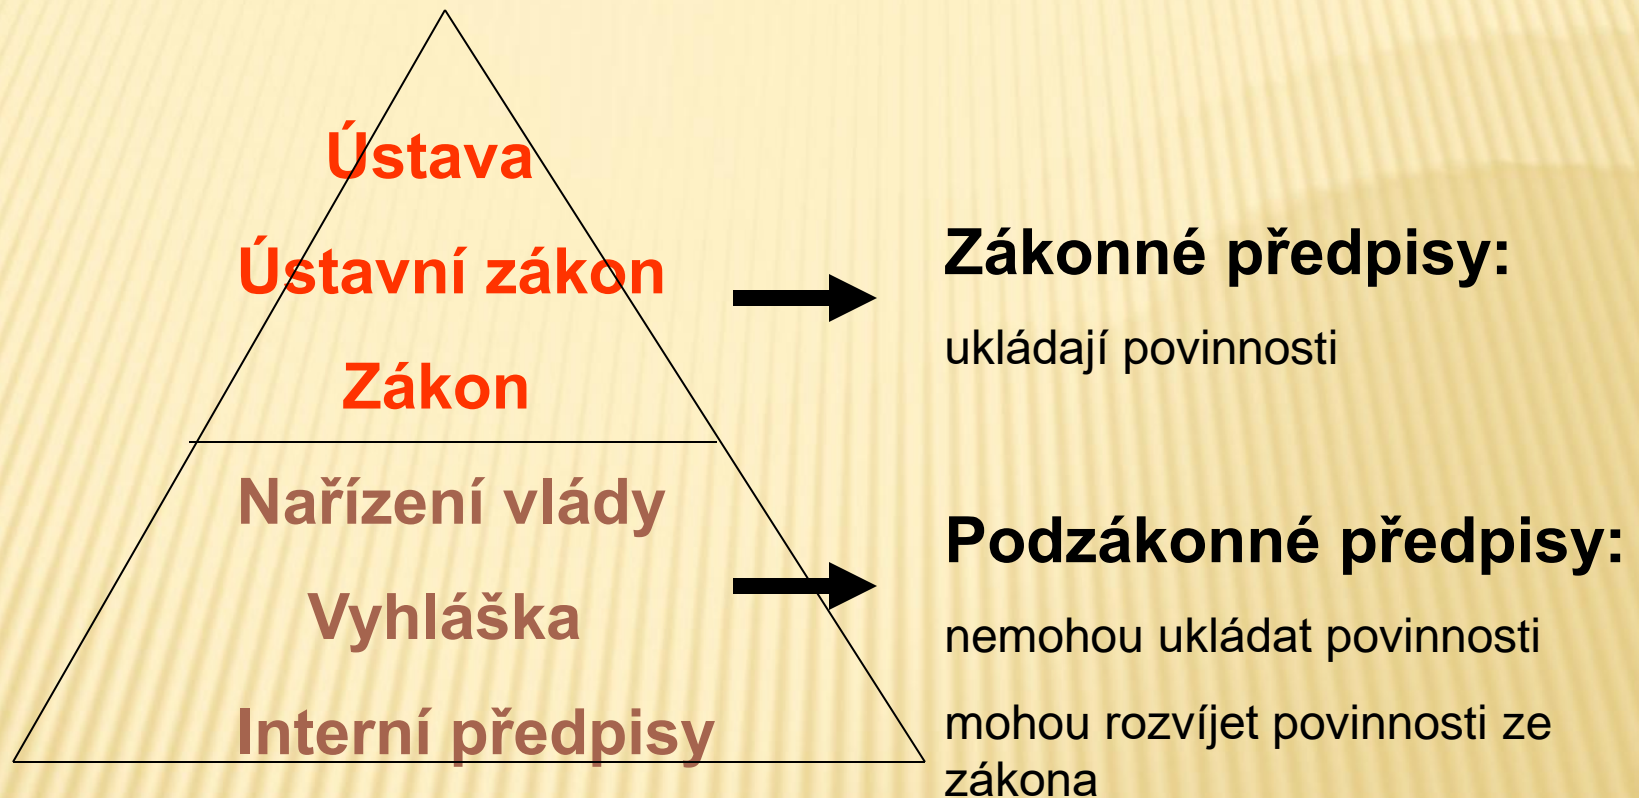 Ústava
Ústavní zákon
Zákon
Nařízení vlády
Vyhláška
Interní předpisy
Zákonné předpisy:
ukládají povinnosti
Podzákonné předpisy:
nemohou ukládat povinnosti
mohou rozvíjet povinnosti ze
zákona